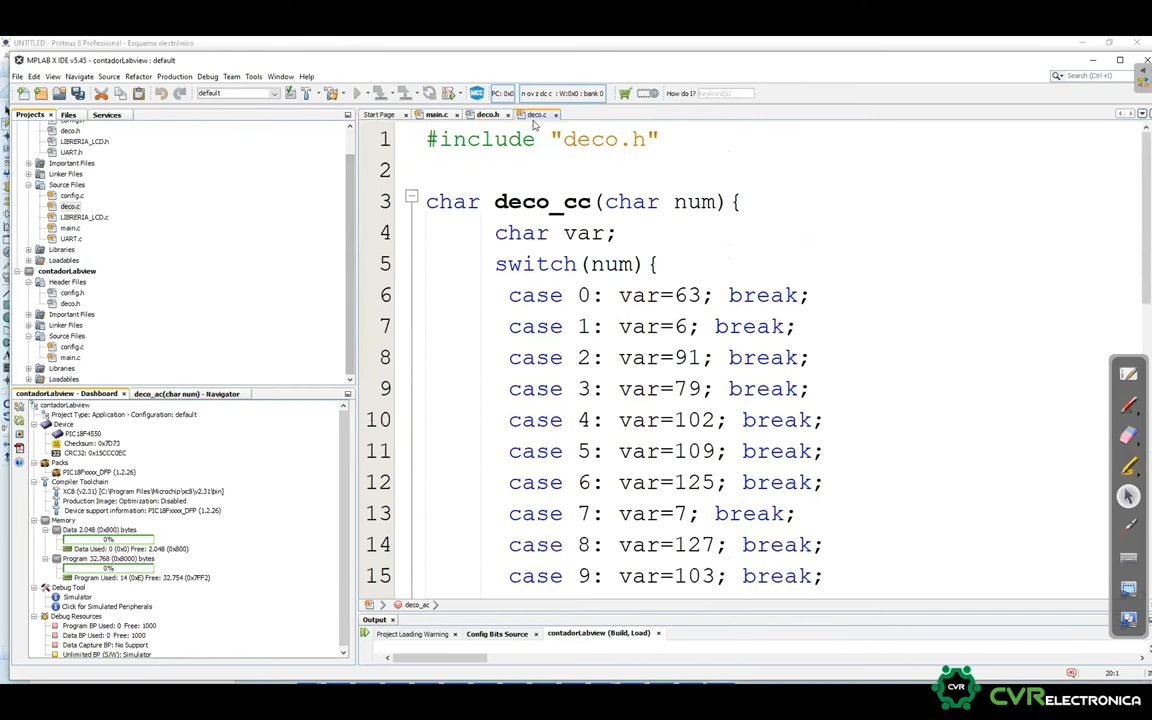 UNTITLED - Proteus 8 Professional - Esquema electrónico
MPLAB X IDE v5.45 - contadorLabview : default
File Edit View Navigate Source Refactor Production Debug Team Tools Window Help
Search (Ctrl+I)
default
PC: 0x0
n ov z dc c : W:0x0 : bank 0
How do I?
Keyword(s)
Projects
Files
Services
Start Page
main.c
deco.h
deco.c
config.h
deco.h
LIBRERIA_LCD.h
UART.h
Important Files
Linker Files
Source Files
config.c
deco.c
LIBRERIA_LCD.c
main.c
UART.c
Libraries
Loadables
contadorLabview
Header Files
config.h
deco.h
Important Files
Linker Files
Source Files
config.c
main.c
Libraries
Loadables
contadorLabview - Dashboard
deco_ac(char num) - Navigator
contadorLabview
Project Type: Application - Configuration: default
Device
PIC18F4550
Checksum: 0x7D73
CRC32: 0x15CCC0EC
Packs
PIC18Fxxxx_DFP (1.2.26)
Compiler Toolchain
XC8 (v2.31) [C:\Program Files\Microchip\xc8\v2.31\bin]
Production Image: Optimization: Disabled
Device support information: PIC18Fxxxx_DFP (1.2.26)
Memory
Data 2.048 (0x800) bytes
0%
Data Used: 0 (0x0) Free: 2.048 (0x800)
Program 32.768 (0x8000) bytes
0%
Program Used: 14 (0xE) Free: 32.754 (0x7FF2)
Debug Tool
Simulator
Click for Simulated Peripherals
Debug Resources
Program BP Used: 0 Free: 1000
Data BP Used: 0 Free: 1000
Data Capture BP: No Support
Unlimited BP (S/W): Simulator
1 #include "deco.h"
2
3 char deco_cc(char num){
4 char var;
5 switch(num){
6 case 0: var=63; break;
7 case 1: var=6; break;
8 case 2: var=91; break;
9 case 3: var=79; break;
10 case 4: var=102; break;
11 case 5: var=109; break;
12 case 6: var=125; break;
13 case 7: var=7; break;
14 case 8: var=127; break;
15 case 9: var=103; break;
deco_ac
Output
Project Loading Warning
Config Bits Source
contadorLabview (Build, Load)
20:1
CVR
CVRELECTRONICA